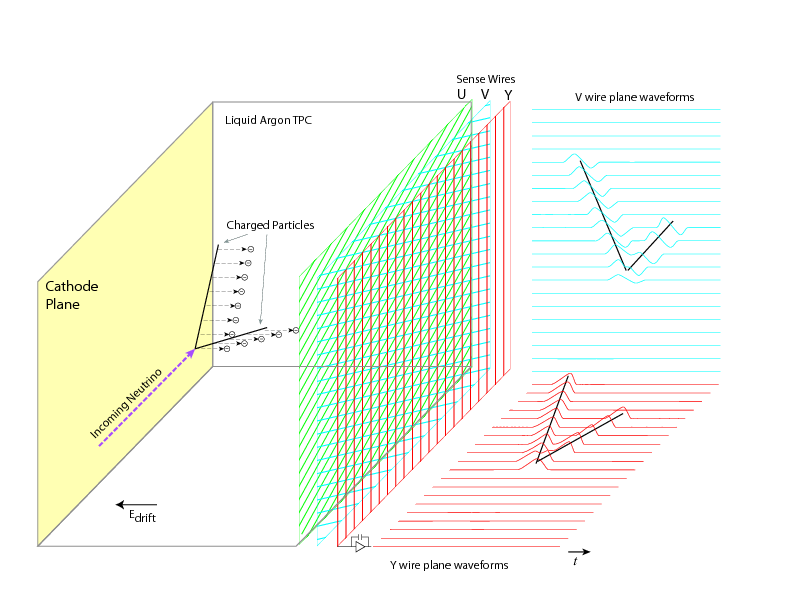 Sense Wires
U V Y
V wire plane waveforms
Liquid Argon TPC
Charged Particles
Cathode
Plane
Incoming Neutrino
Edrift
t
Y wire plane waveforms